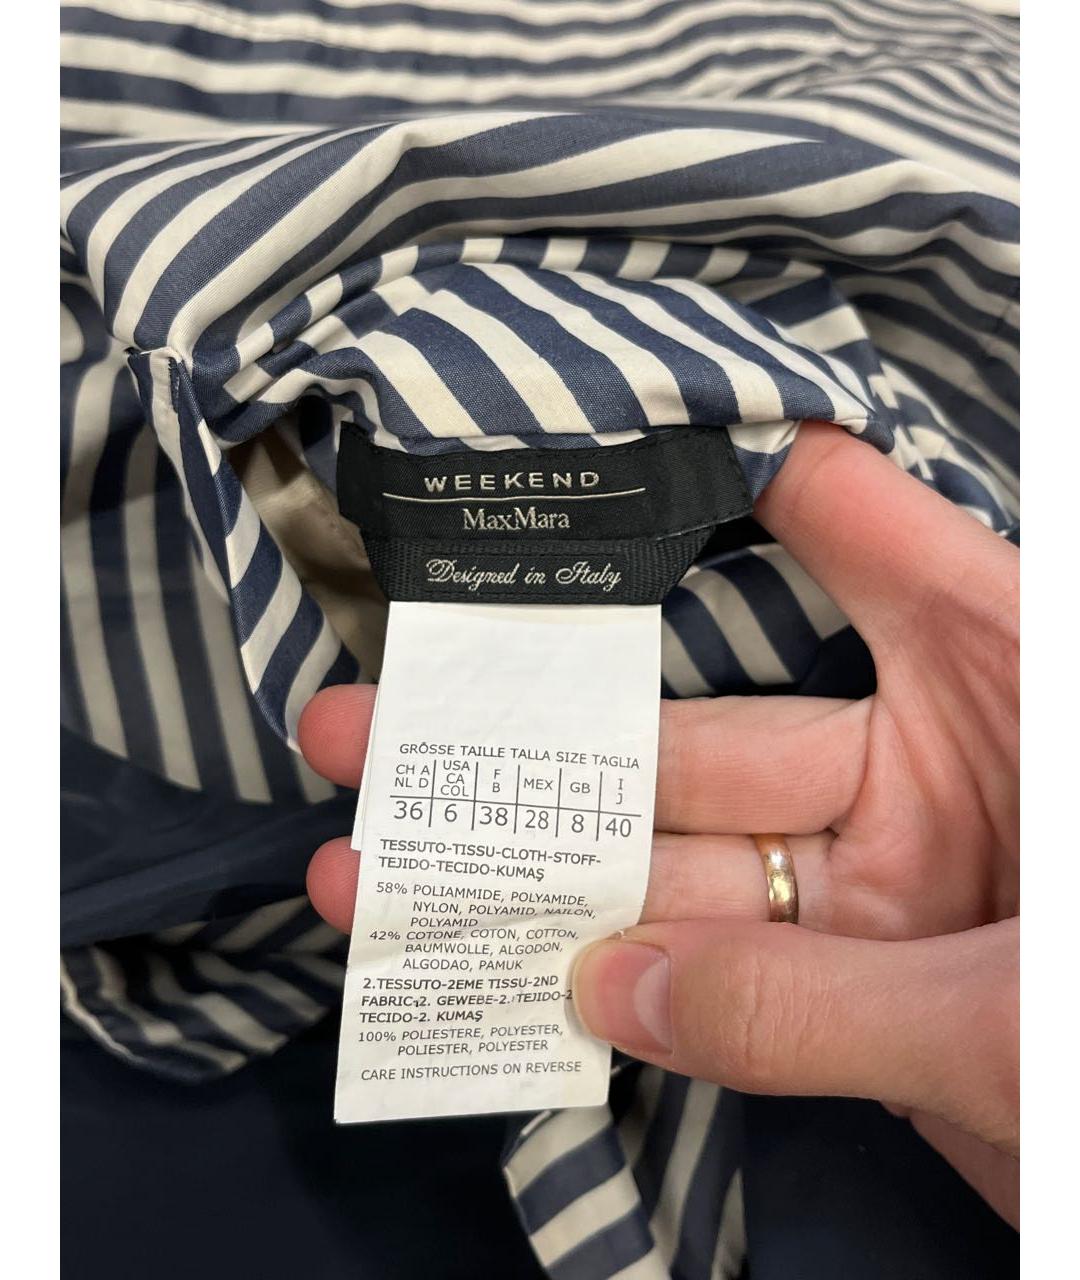 WEEKEND
MaxMara
Designed in Italy
GRÔSSE TAILLE TALLA SIZE TAGLIA
CH A NL D USA CA COL F B MEX GB I J
36 6 38 28 8 40
TESSUTO-TISSU-CLOTH-STOFF-
TEJIDO-TECIDO-KUMAŞ
58% POLIAMMIDE, POLYAMIDE,
NYLON, POLYAMID, NAILON,
POLYAMID
42% COTONE, COTON, COTTON,
BAUMWOLLE, ALGODON,
ALGODAO, PAMUK
2.TESSUTO-2EME TISSU-2ND
FABRIC-2. GEWEBE-2. TEJIDO-2
TECIDO-2. KUMAŞ
100% POLIESTERE, POLYESTER,
POLIESTER, POLYESTER
CARE INSTRUCTIONS ON REVERSE